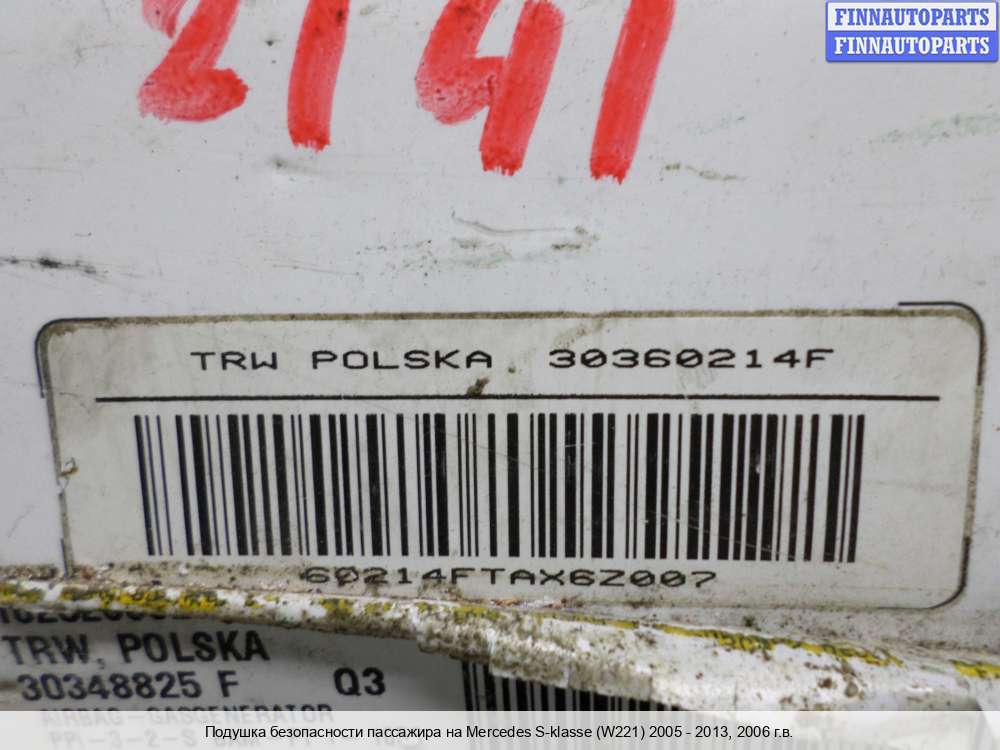 FINNAUTOPARTS
FINNAUTOPARTS
2141
TRW POLSKA 30360214F
60214FTAX6Z007
TRW, POLSKA
30348825 F Q3
AIRBAG-GASGENERATOR
Подушка безопасности пассажира на Mercedes S-klasse (W221) 2005 - 2013, 2006 г.в.